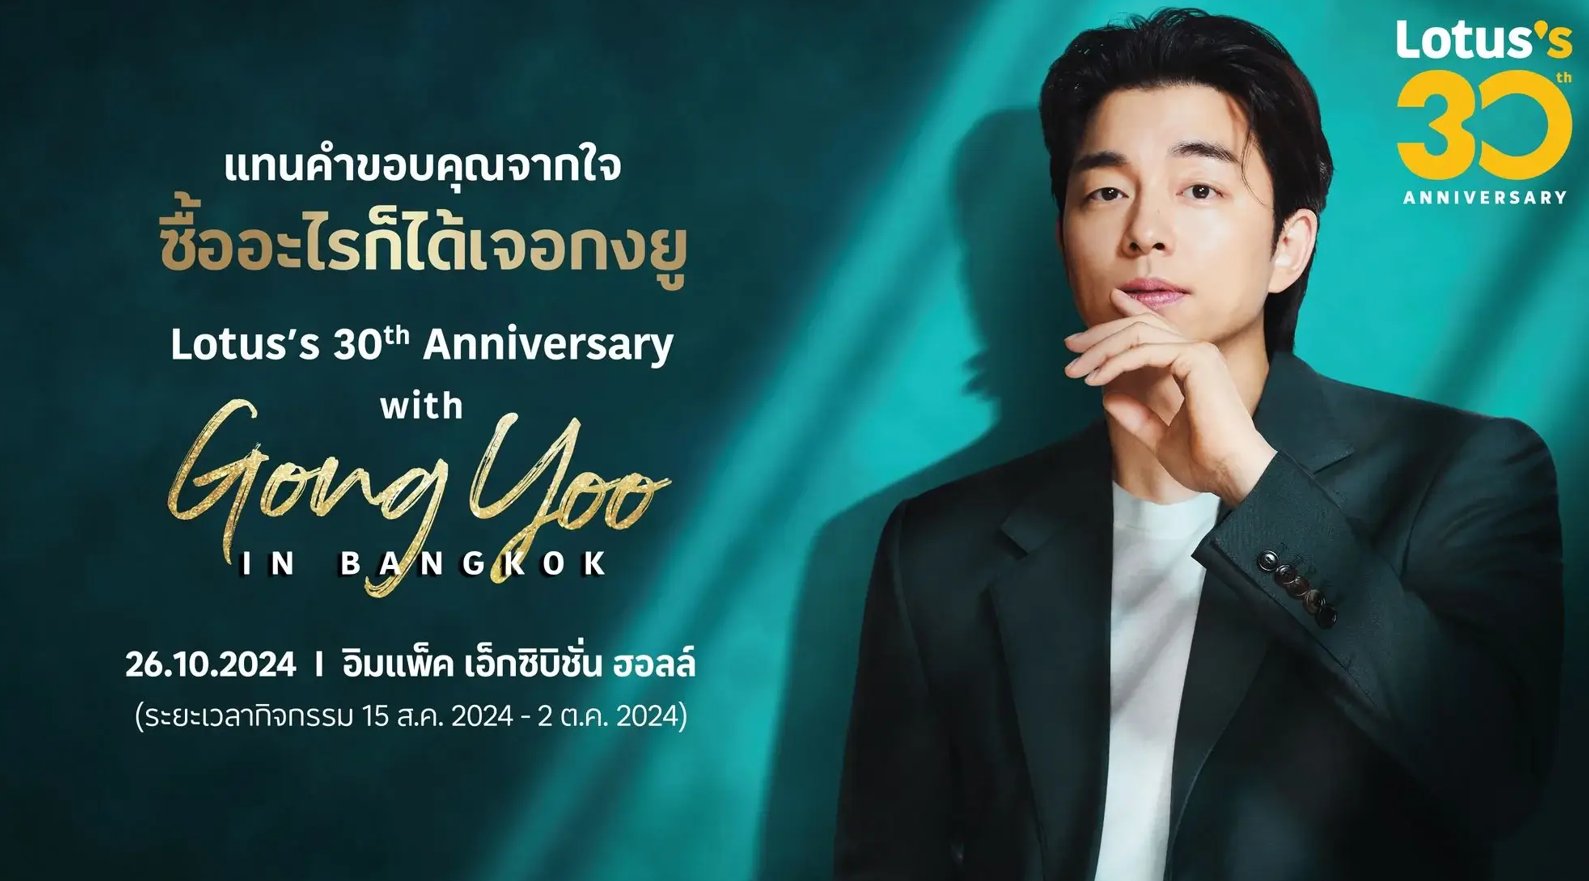 แทนคำขอบคุณจากใจ
ซื้ออะไรก็ได้เจอกงยู
Lotus's 30th Anniversary
with
Gong Yoo
IN BANGKOK
26.10.2024 | อิมแพ็ค เอ็กซิบิชั่น ฮอลล์
(ระยะเวลากิจกรรม 15 ส.ค. 2024 - 2 ต.ค. 2024)
Lotus's
30th
ANNIVERSARY